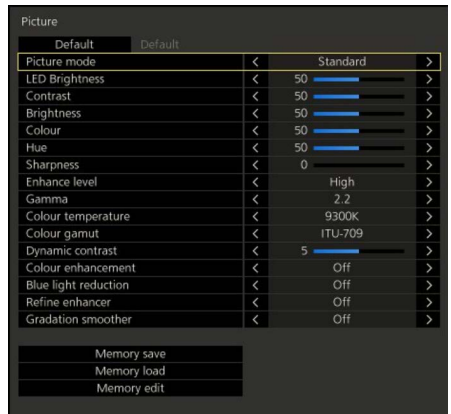 Picture
Default Default
Picture mode < Standard >
LED Brightness < 50 >
Contrast < 50 >
Brightness < 50 >
Colour < 50 >
Hue < 50 >
Sharpness < 0 >
Enhance level < High >
Gamma < 2.2 >
Colour temperature < 9300K >
Colour gamut < ITU-709 >
Dynamic contrast < 5 >
Colour enhancement < Off >
Blue light reduction < Off >
Refine enhancer < Off >
Gradation smoother < Off >
Memory save
Memory load
Memory edit